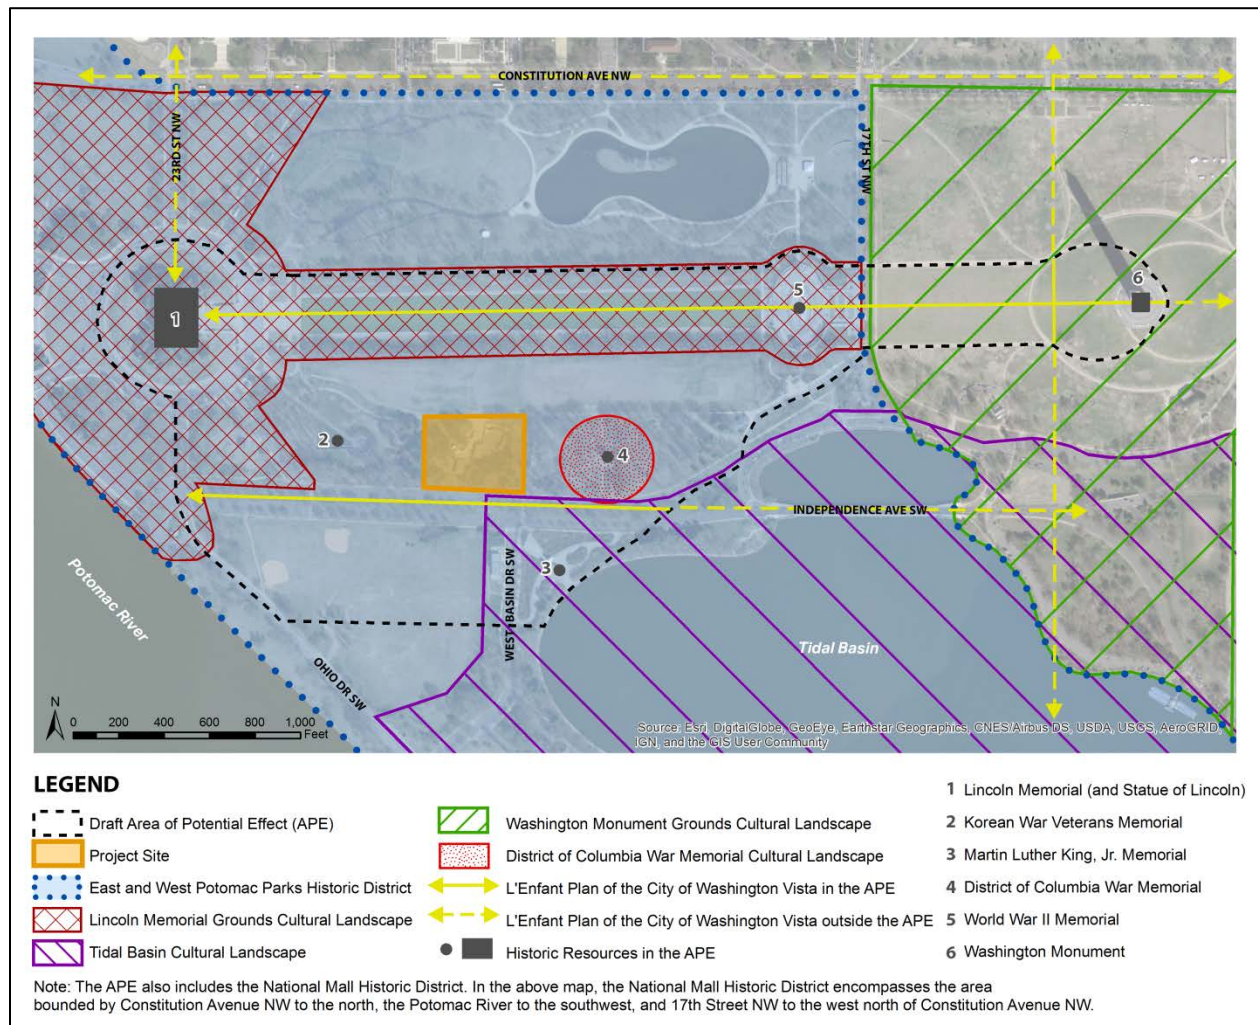 CONSTITUTION AVE NW
23RD ST NW
17TH ST NW
1
5
6
2
4
3
INDEPENDENCE AVE SW
WEST BASIN DR SW
OHIO DR SW
Potomac River
Tidal Basin
N
0 200 400 600 800 1,000
Feet
Source: Esri, DigitalGlobe, GeoEye, Earthstar Geographics, CNES/Airbus DS, USDA, USGS, AeroGRID,
IGN, and the GIS User Community
LEGEND
Draft Area of Potential Effect (APE)
Project Site
East and West Potomac Parks Historic District
Lincoln Memorial Grounds Cultural Landscape
Tidal Basin Cultural Landscape
Washington Monument Grounds Cultural Landscape
District of Columbia War Memorial Cultural Landscape
L'Enfant Plan of the City of Washington Vista in the APE
L'Enfant Plan of the City of Washington Vista outside the APE
Historic Resources in the APE
1 Lincoln Memorial (and Statue of Lincoln)
2 Korean War Veterans Memorial
3 Martin Luther King, Jr. Memorial
4 District of Columbia War Memorial
5 World War II Memorial
6 Washington Monument
Note: The APE also includes the National Mall Historic District. In the above map, the National Mall Historic District encompasses the area
bounded by Constitution Avenue NW to the north, the Potomac River to the southwest, and 17th Street NW to the west north of Constitution Avenue NW.